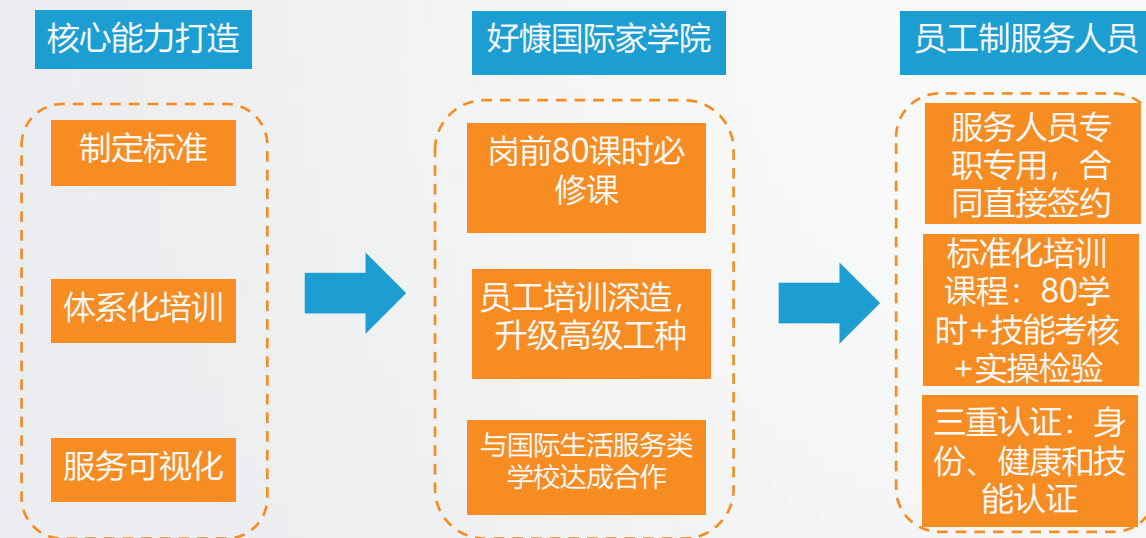 核心能力打造
制定标准
体系化培训
服务可视化
好慷国际家学院
岗前80课时必
修课
员工培训深造，
升级高级工种
与国际生活服务类
学校达成合作
员工制服务人员
服务人员专
职专用，合
同直接签约
标准化培训
课程：80学
时+技能考核
+实操检验
三重认证：身
份、健康和技
能认证